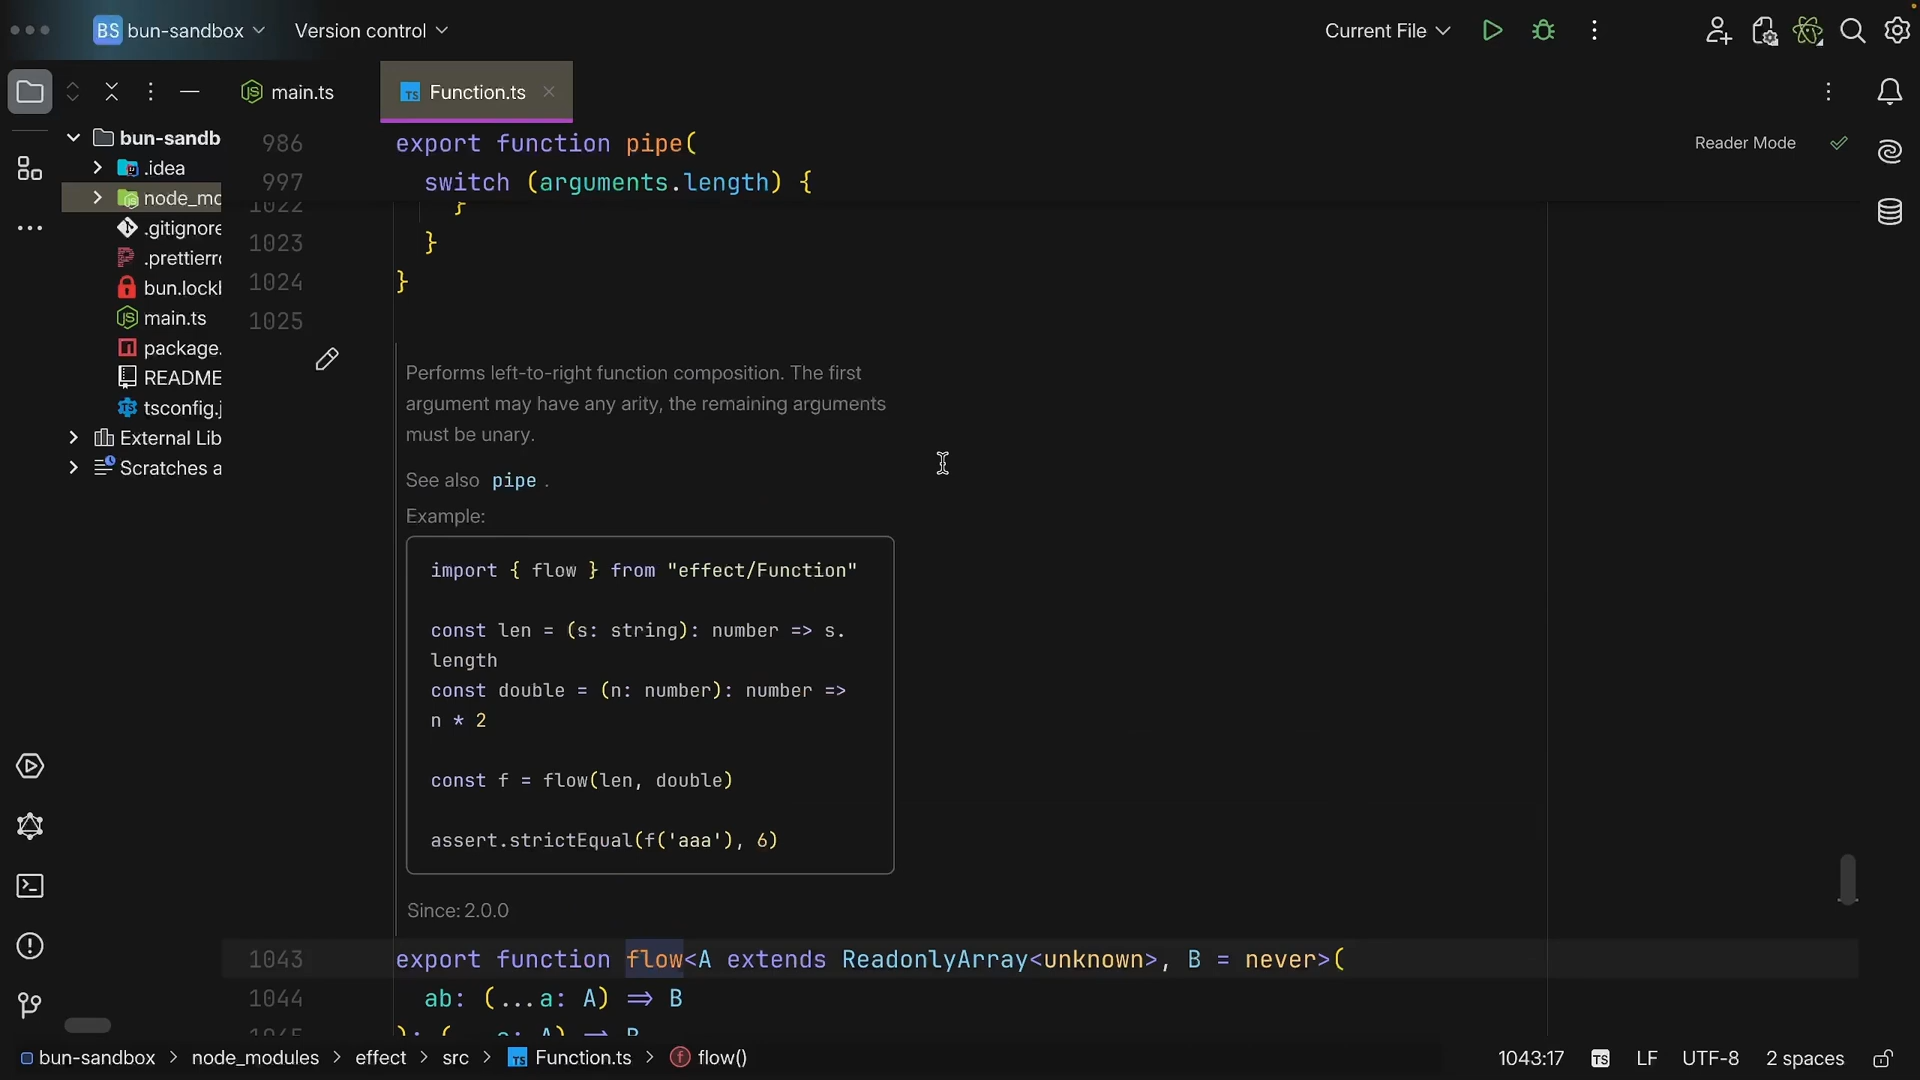 BS bun-sandbox
Version control
Current File
main.ts
Function.ts
bun-sandb
.idea
node_mo
.gitignore
.prettierr
bun.lockl
main.ts
package.
README
tsconfig.j
External Lib
Scratches a
Reader Mode
986 export function pipe(
997 switch (arguments.length) {
1022 }
1023 }
1024 }
1025
Performs left-to-right function composition. The first
argument may have any arity, the remaining arguments
must be unary.
See also pipe .
Example:
import { flow } from "effect/Function"
const len = (s: string): number => s.
length
const double = (n: number): number =>
n * 2
const f = flow(len, double)
assert.strictEqual(f('aaa'), 6)
Since: 2.0.0
1043 export function flow<A extends ReadonlyArray<unknown>, B = never>(
1044 ab: (...a: A) => B
1045 ): (...a: A) => B
bun-sandbox > node_modules > effect > src > Function.ts > flow()
1043:17 LF UTF-8 2 spaces